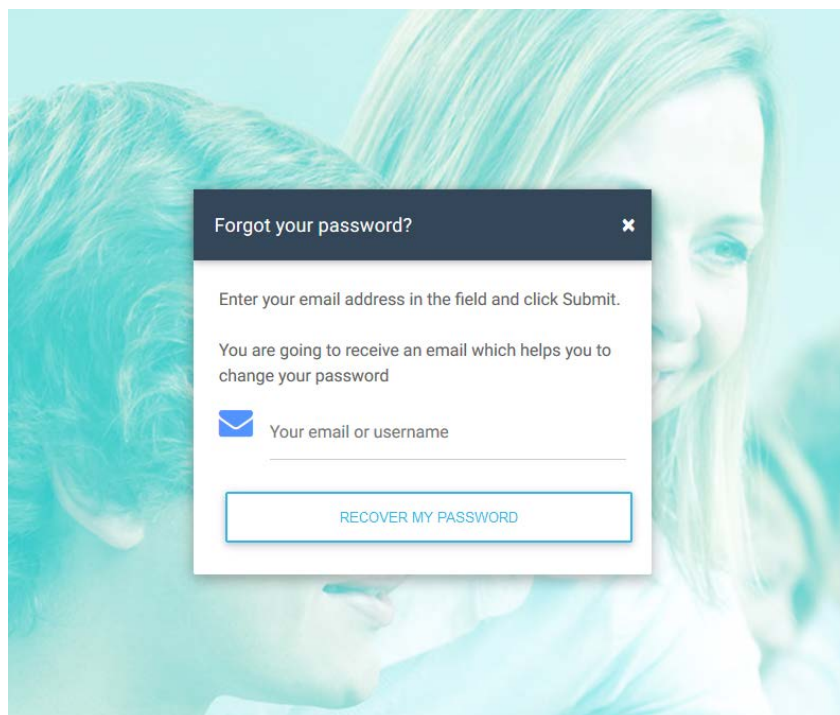 Forgot your password?
Enter your email address in the field and click Submit.
You are going to receive an email which helps you to
change your password
Your email or username
RECOVER MY PASSWORD